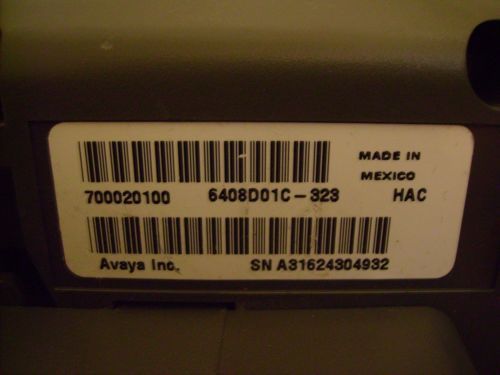 MADE IN
MEXICO
700020100 6408D01C-323 HAC
Avaya Inc. SN A31624304932